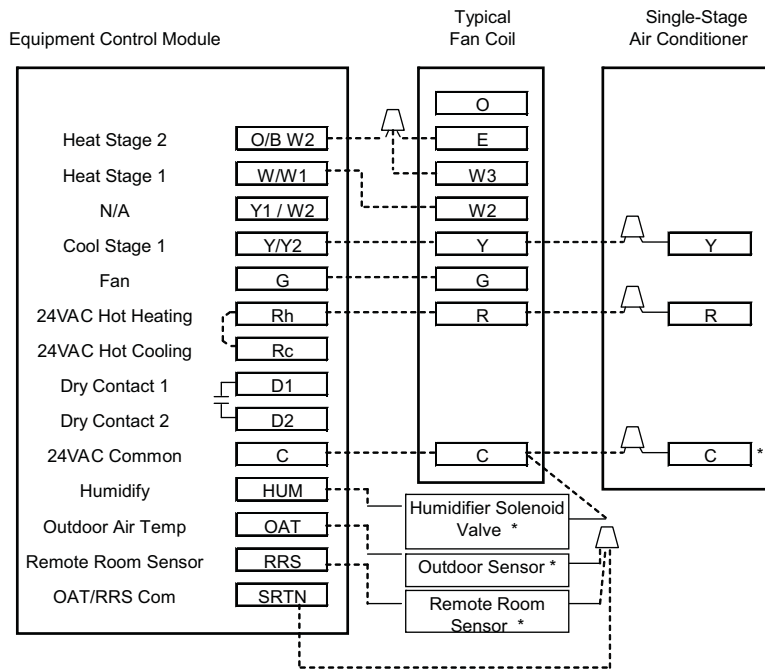 Equipment Control Module
Typical
Fan Coil
Single-Stage
Air Conditioner
O
Heat Stage 2 O/B W2 E
Heat Stage 1 W/W1 W3
N/A Y1 / W2 W2
Cool Stage 1 Y/Y2 Y Y
Fan G G
24VAC Hot Heating Rh R R
24VAC Hot Cooling Rc
Dry Contact 1 D1
Dry Contact 2 D2
24VAC Common C C C *
Humidify HUM
Humidifier Solenoid
Valve *
Outdoor Air Temp OAT
Outdoor Sensor *
Remote Room Sensor RRS
Remote Room
Sensor *
OAT/RRS Com SRTN